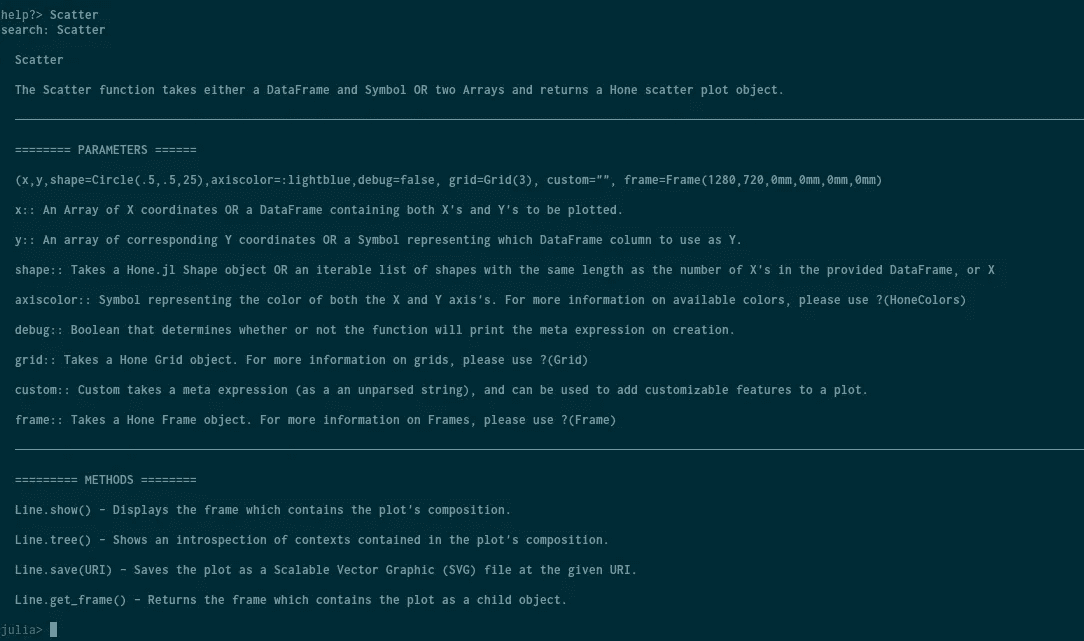 help?> Scatter
search: Scatter
Scatter
The Scatter function takes either a DataFrame and Symbol OR two Arrays and returns a Hone scatter plot object.
======== PARAMETERS ======
(x,y,shape=Circle(.5,.5,25),axiscolor=:lightblue,debug=false, grid=Grid(3), custom="", frame=Frame(1280,720,0mm,0mm,0mm,0mm)
x:: An Array of X coordinates OR a DataFrame containing both X's and Y's to be plotted.
y:: An array of corresponding Y coordinates OR a Symbol representing which DataFrame column to use as Y.
shape:: Takes a Hone.jl Shape object OR an iterable list of shapes with the same length as the number of X's in the provided DataFrame, or X
axiscolor:: Symbol representing the color of both the X and Y axis's. For more information on available colors, please use ?(HoneColors)
debug:: Boolean that determines whether or not the function will print the meta expression on creation.
grid:: Takes a Hone Grid object. For more information on grids, please use ?(Grid)
custom:: Custom takes a meta expression (as a an unparsed string), and can be used to add customizable features to a plot.
frame:: Takes a Hone Frame object. For more information on Frames, please use ?(Frame)
========= METHODS ========
Line.show() – Displays the frame which contains the plot's composition.
Line.tree() – Shows an introspection of contexts contained in the plot's composition.
Line.save(URI) – Saves the plot as a Scalable Vector Graphic (SVG) file at the given URI.
Line.get_frame() – Returns the frame which contains the plot as a child object.
julia>